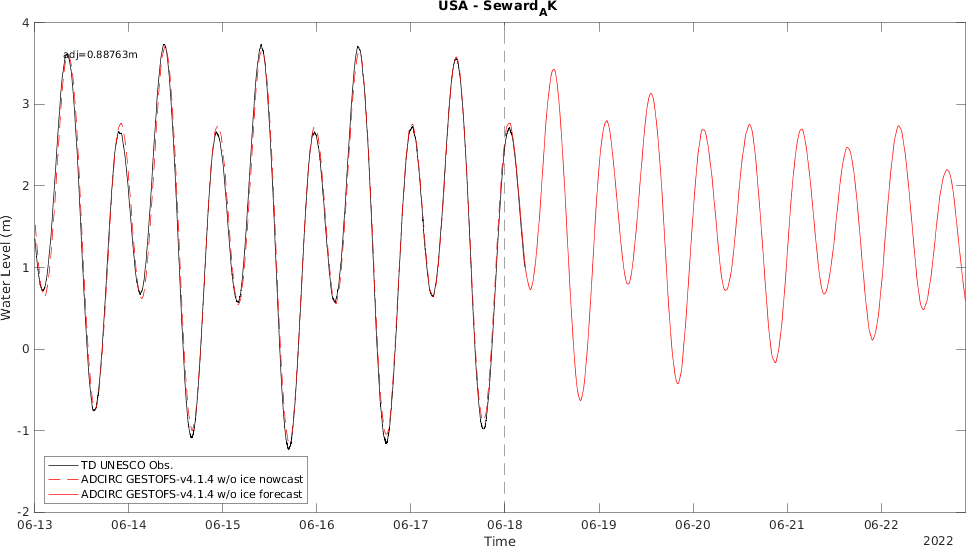 USA - Seward_AK
adj=0.88763m
4
3
2
1
0
-1
-2
Water Level (m)
TD UNESCO Obs.
ADCIRC GESTOFS-v4.1.4 w/o ice nowcast
ADCIRC GESTOFS-v4.1.4 w/o ice forecast
06-13 06-14 06-15 06-16 06-17 06-18 06-19 06-20 06-21 06-22
Time
2022